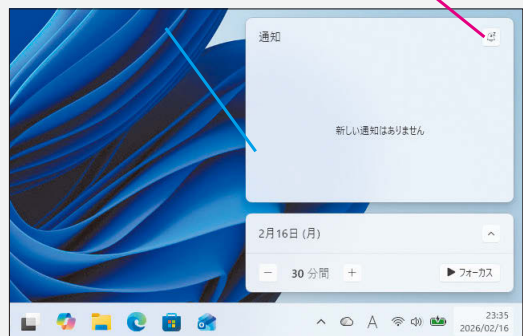 通知
新しい通知はありません
2月16日 (月)
30 分間
フォーカス
A
23:35
2026/02/16